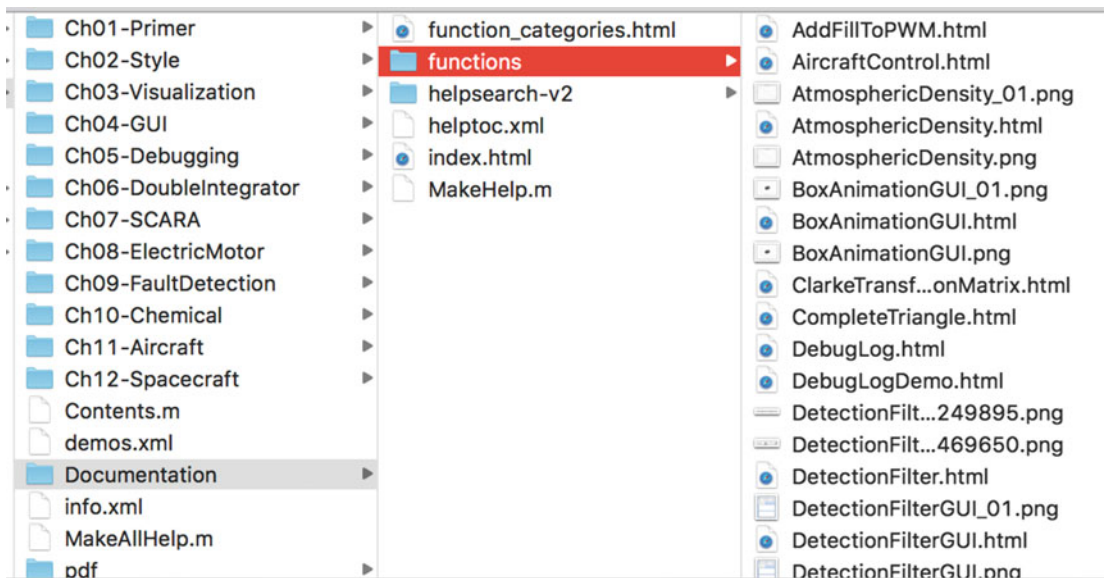 Ch01-Primer
Ch02-Style
Ch03-Visualization
Ch04-GUI
Ch05-Debugging
Ch06-DoubleIntegrator
Ch07-SCARA
Ch08-ElectricMotor
Ch09-FaultDetection
Ch10-Chemical
Ch11-Aircraft
Ch12-Spacecraft
Contents.m
demos.xml
Documentation
info.xml
MakeAllHelp.m
pdf
function_categories.html
functions
helpsearch-v2
helptoc.xml
index.html
MakeHelp.m
AddFillToPWM.html
AircraftControl.html
AtmosphericDensity_01.png
AtmosphericDensity.html
AtmosphericDensity.png
BoxAnimationGUI_01.png
BoxAnimationGUI.html
BoxAnimationGUI.png
ClarkeTransf...onMatrix.html
CompleteTriangle.html
DebugLog.html
DebugLogDemo.html
DetectionFilt...249895.png
DetectionFilt...469650.png
DetectionFilter.html
DetectionFilterGUI_01.png
DetectionFilterGUI.html
DetectionFilterGUI.png